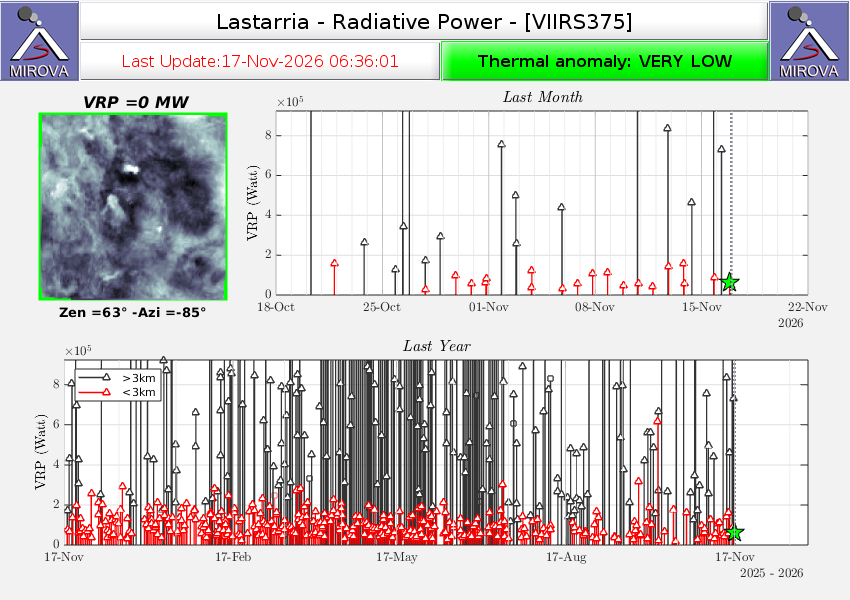 Lastarria - Radiative Power - [VIIRS375]
MIROVA
Last Update:17-Nov-2026 06:36:01
Thermal anomaly: VERY LOW
MIROVA
VRP =0 MW
Zen =63° -Azi =-85°
Last Month
×10⁵
VRP (Watt)
8
6
4
2
0
18-Oct
25-Oct
01-Nov
08-Nov
15-Nov
22-Nov
2026
Last Year
×10⁵
VRP (Watt)
>3km
<3km
8
6
4
2
0
17-Nov
17-Feb
17-May
17-Aug
17-Nov
2025 - 2026